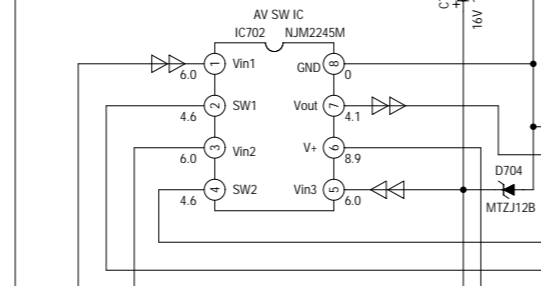 C
+
16V
AV SW IC
IC702 NJM2245M
1 Vin1 GND 8
6.0 0
2 SW1 Vout 7
4.6 4.1
3 Vin2 V+ 6
6.0 8.9
4 SW2 Vin3 5
4.6 6.0
D704
MTZJ12B